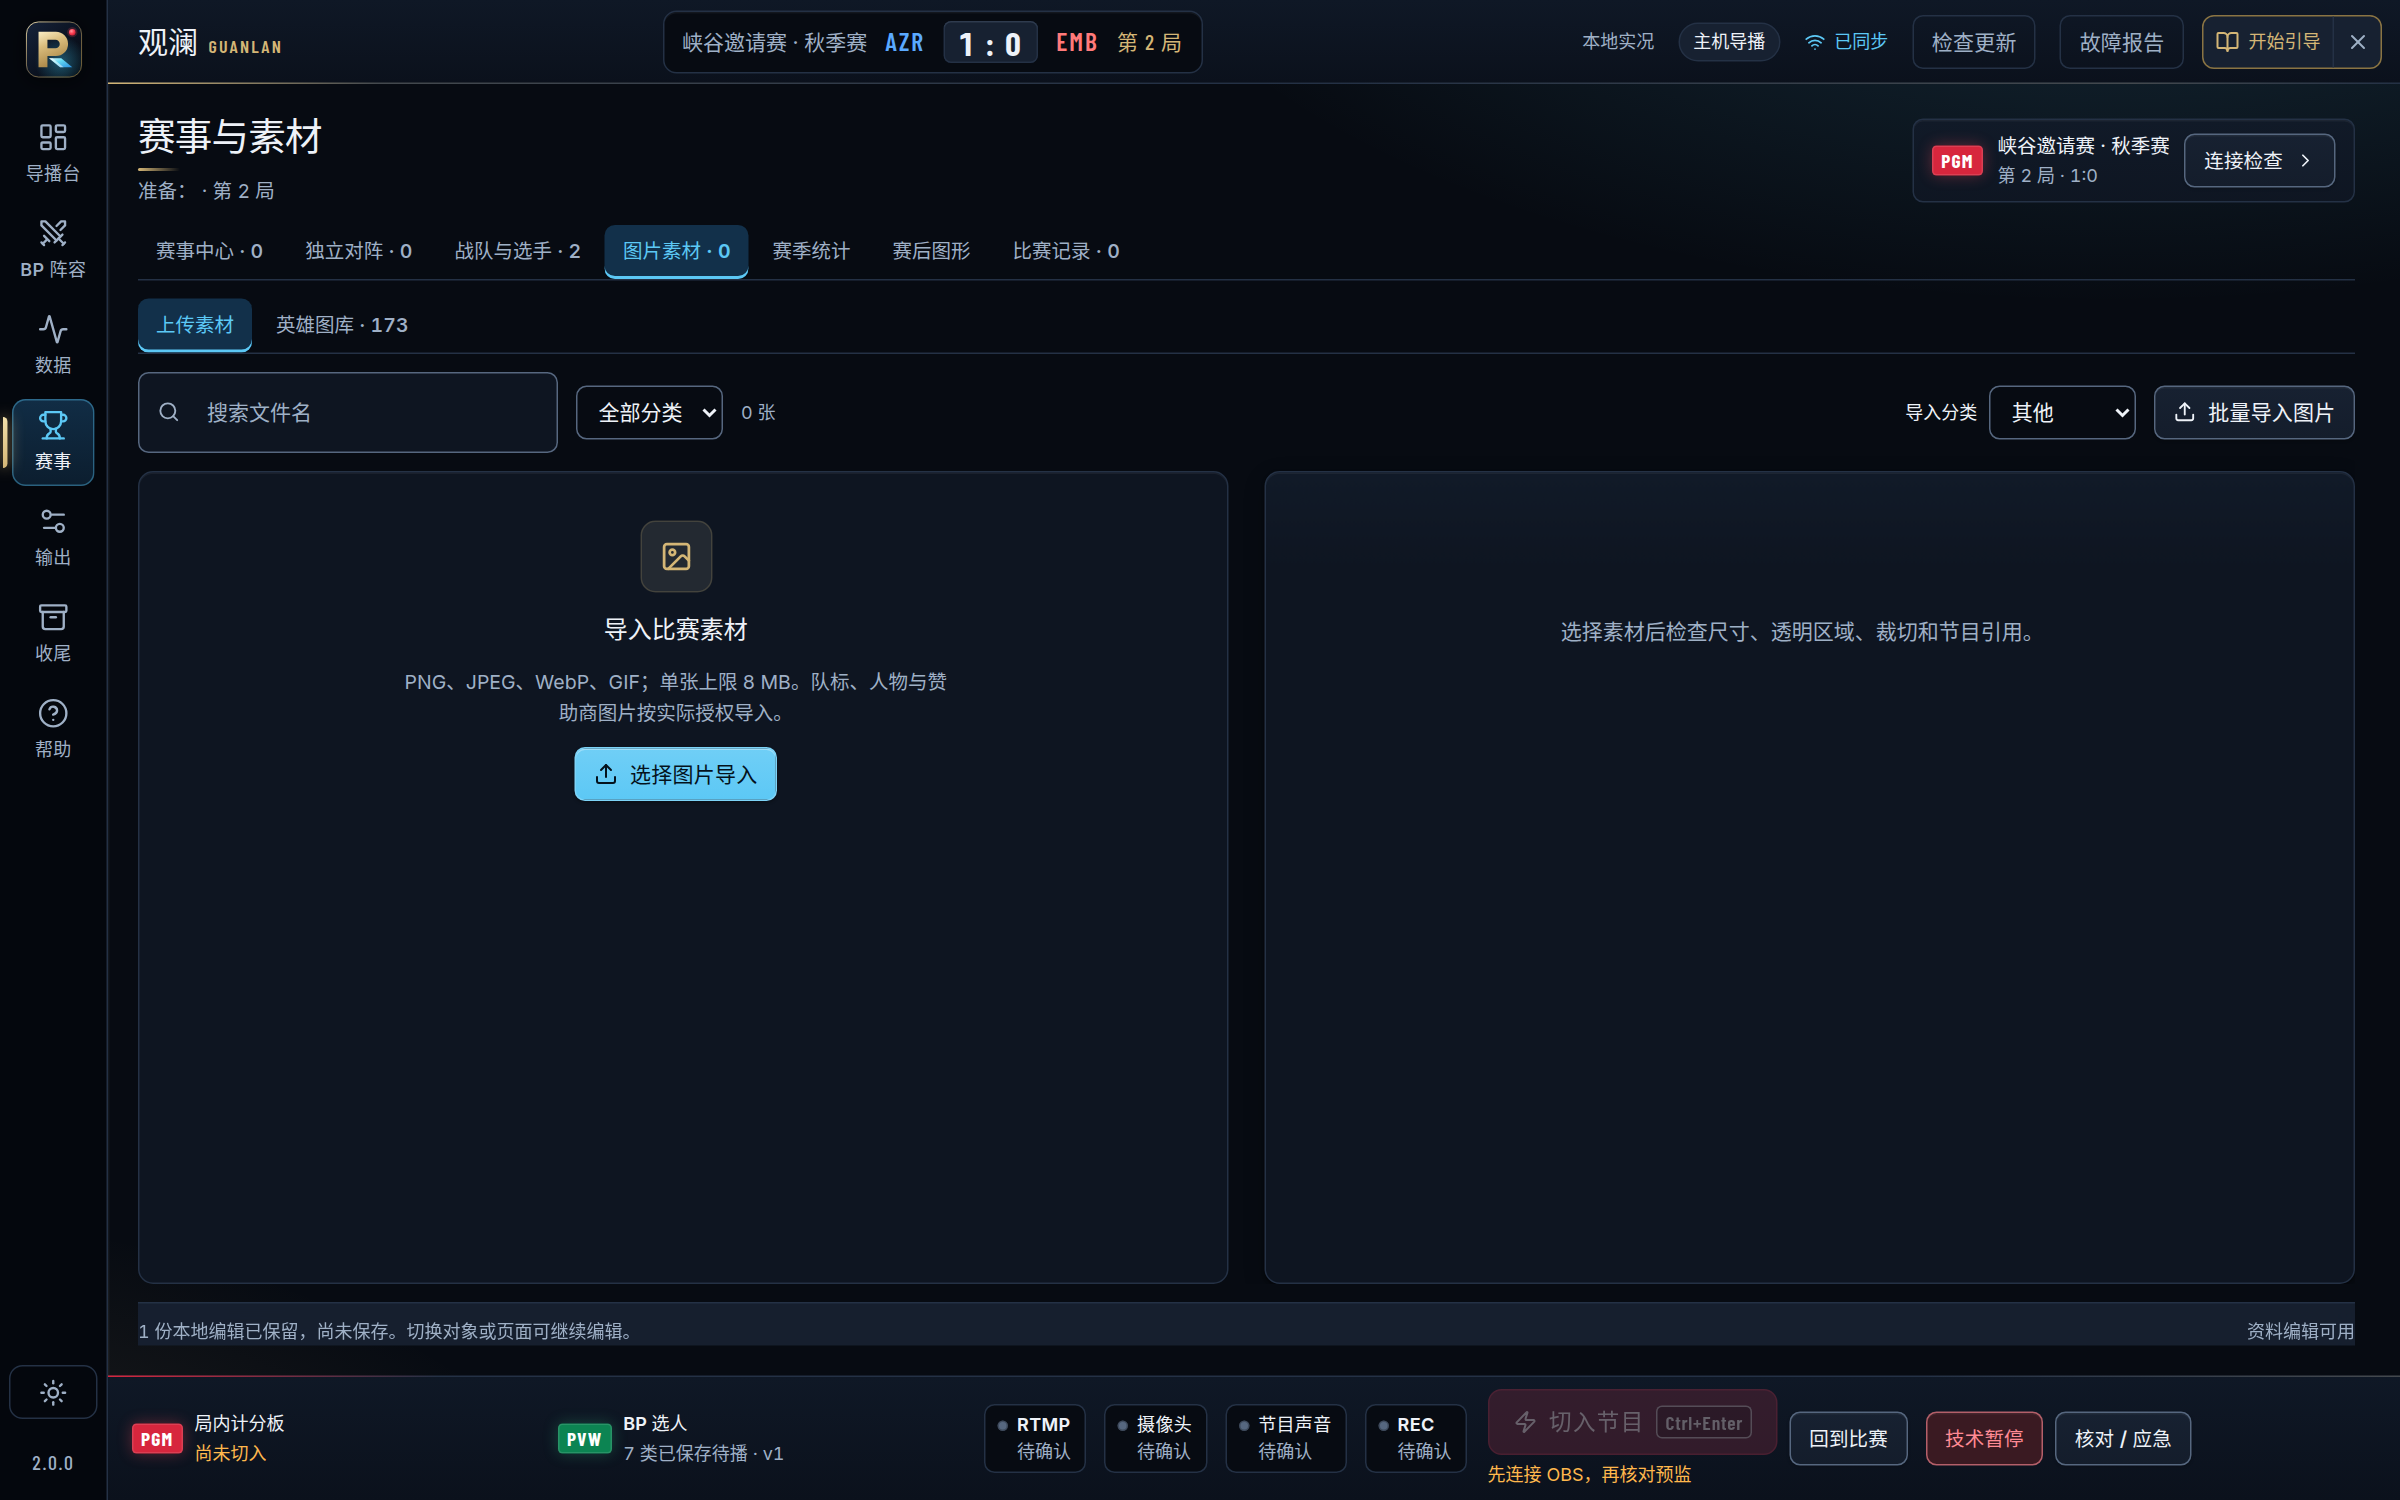 观澜 GUANLAN
峡谷邀请赛 · 秋季赛 AZR 1 : 0 EMB 第 2 局
本地实况 主机导播 已同步 检查更新 故障报告 开始引导
导播台
BP 阵容
数据
赛事
输出
收尾
帮助
2.0.0
赛事与素材
准备： · 第 2 局
PGM 峡谷邀请赛 · 秋季赛
第 2 局 · 1:0
连接检查
赛事中心 · 0 独立对阵 · 0 战队与选手 · 2 图片素材 · 0 赛季统计 赛后图形 比赛记录 · 0
上传素材 英雄图库 · 173
搜索文件名 全部分类 0 张 导入分类 其他 批量导入图片
导入比赛素材
PNG、JPEG、WebP、GIF；单张上限 8 MB。队标、人物与赞
助商图片按实际授权导入。
选择图片导入
选择素材后检查尺寸、透明区域、裁切和节目引用。
1 份本地编辑已保留，尚未保存。切换对象或页面可继续编辑。 资料编辑可用
PGM 局内计分板
尚未切入
PVW BP 选人
7 类已保存待播 · v1
RTMP
待确认
摄像头
待确认
节目声音
待确认
REC
待确认
切入节目 Ctrl+Enter
先连接 OBS，再核对预监
回到比赛 技术暂停 核对 / 应急